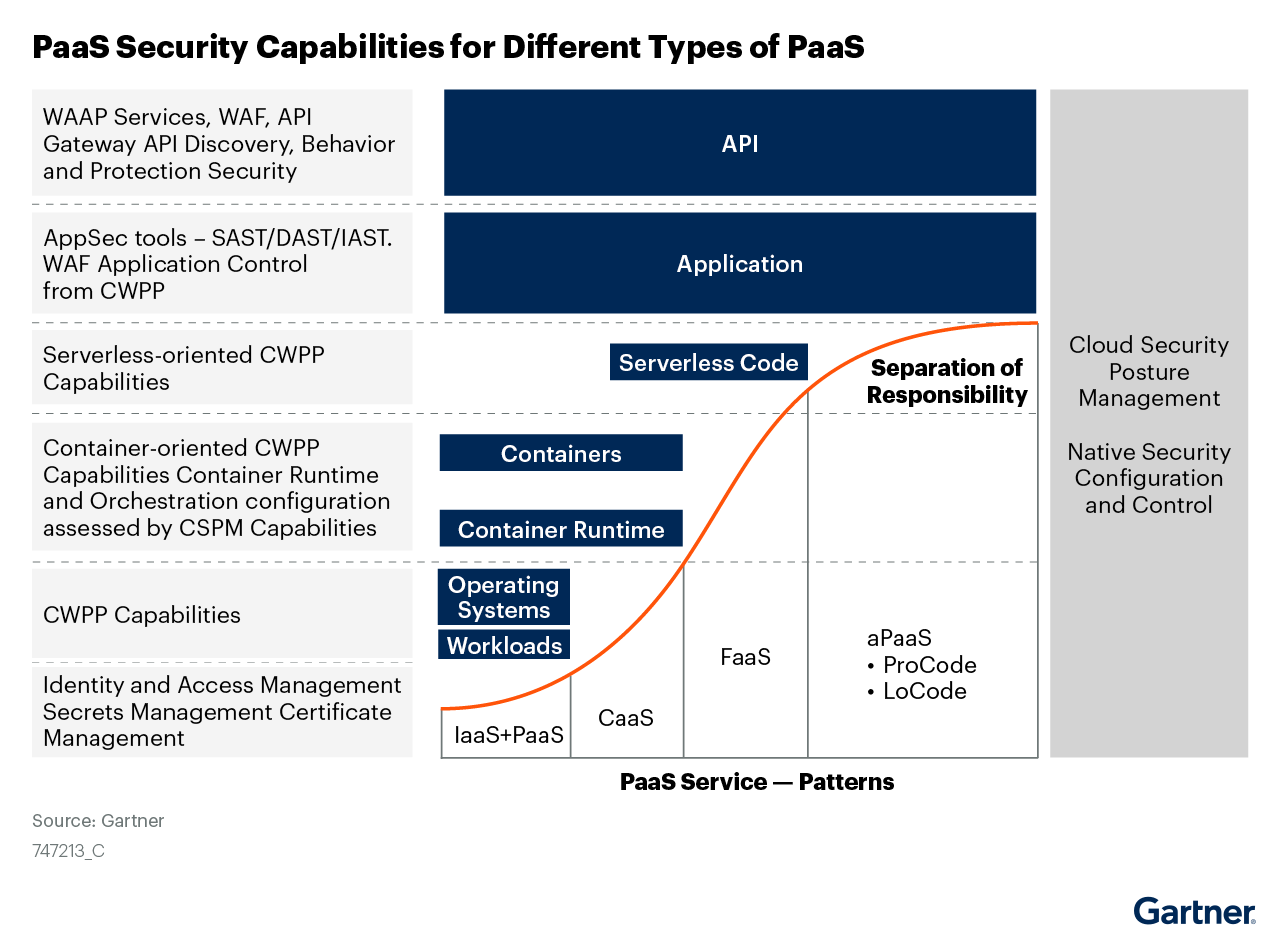 PaaS Security Capabilities for Different Types of PaaS
WAAP Services, WAF, API
Gateway API Discovery, Behavior
and Protection Security
API
AppSec tools – SAST/DAST/IAST.
WAF Application Control
from CWPP
Application
Serverless-oriented CWPP
Capabilities
Serverless Code
Separation of
Responsibility
Container-oriented CWPP
Capabilities Container Runtime
and Orchestration configuration
assessed by CSPM Capabilities
Containers
Container Runtime
CWPP Capabilities
Operating
Systems
Workloads
Identity and Access Management
Secrets Management Certificate
Management
IaaS+PaaS
CaaS
FaaS
aPaaS
• ProCode
• LoCode
Cloud Security
Posture
Management
Native Security
Configuration
and Control
PaaS Service — Patterns
Source: Gartner
747213_C
Gartner®